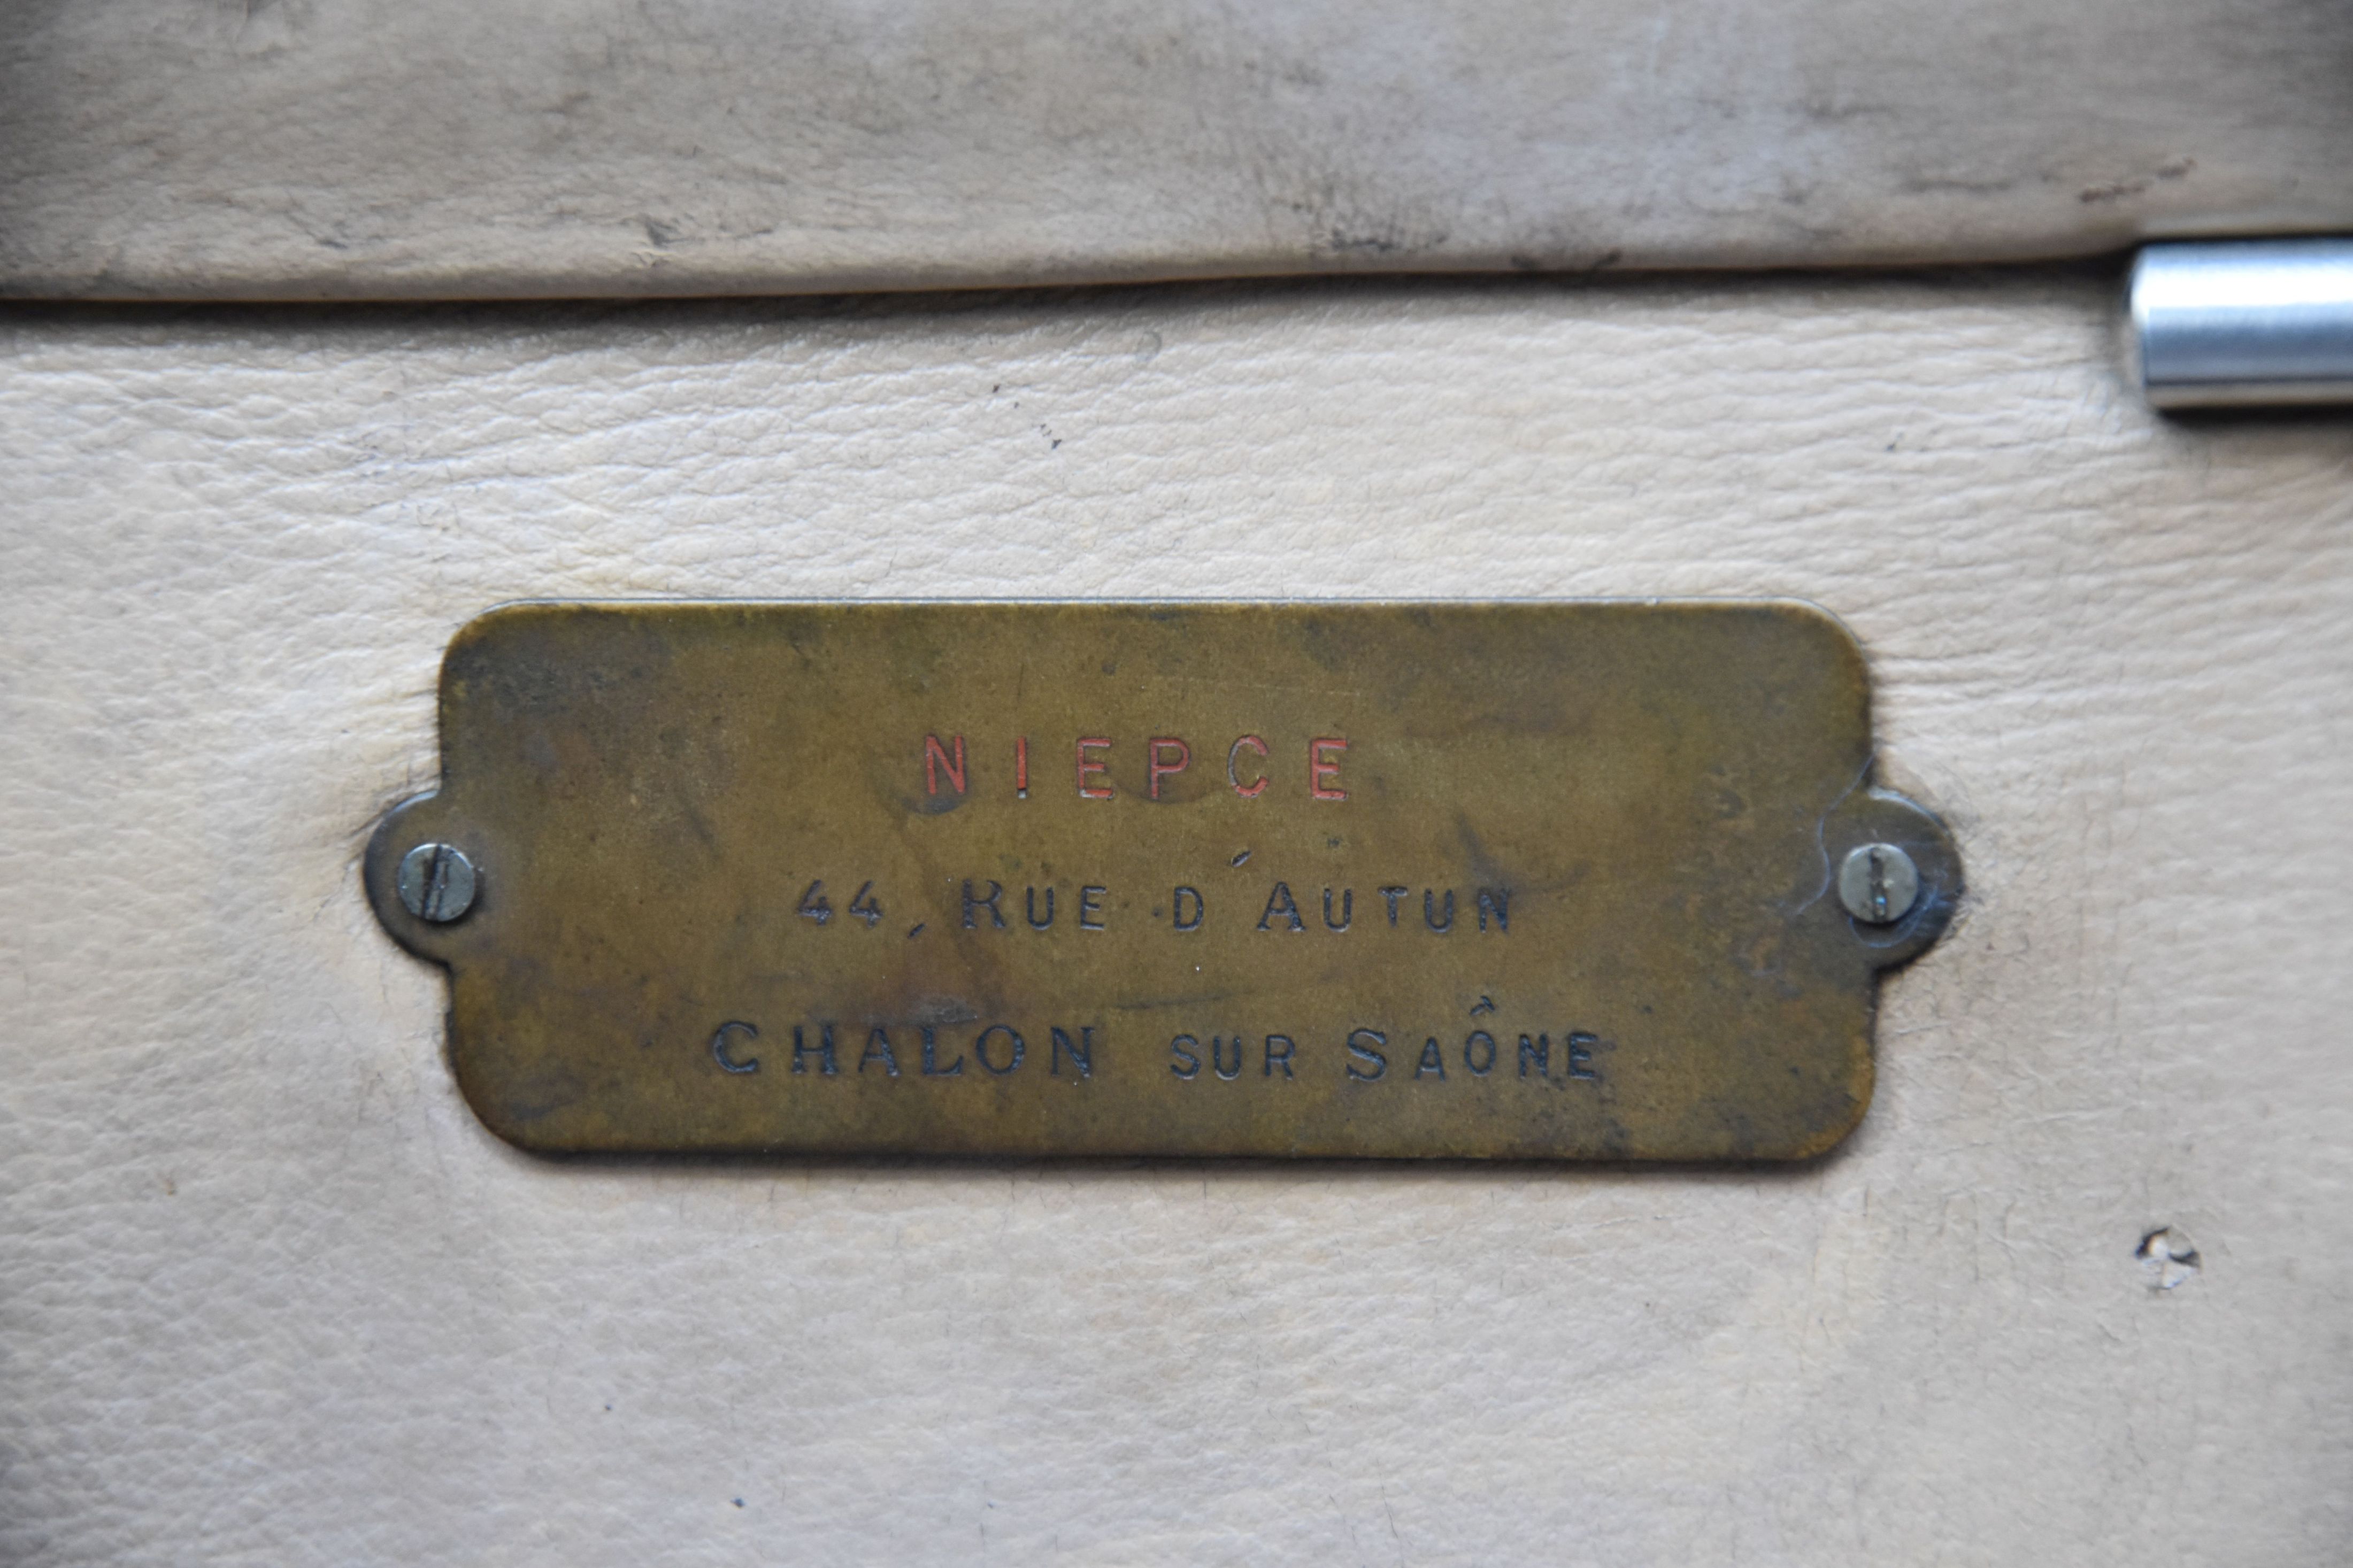 NIEPCE
44, RUE D'AUTUN
CHALON SUR SAÔNE